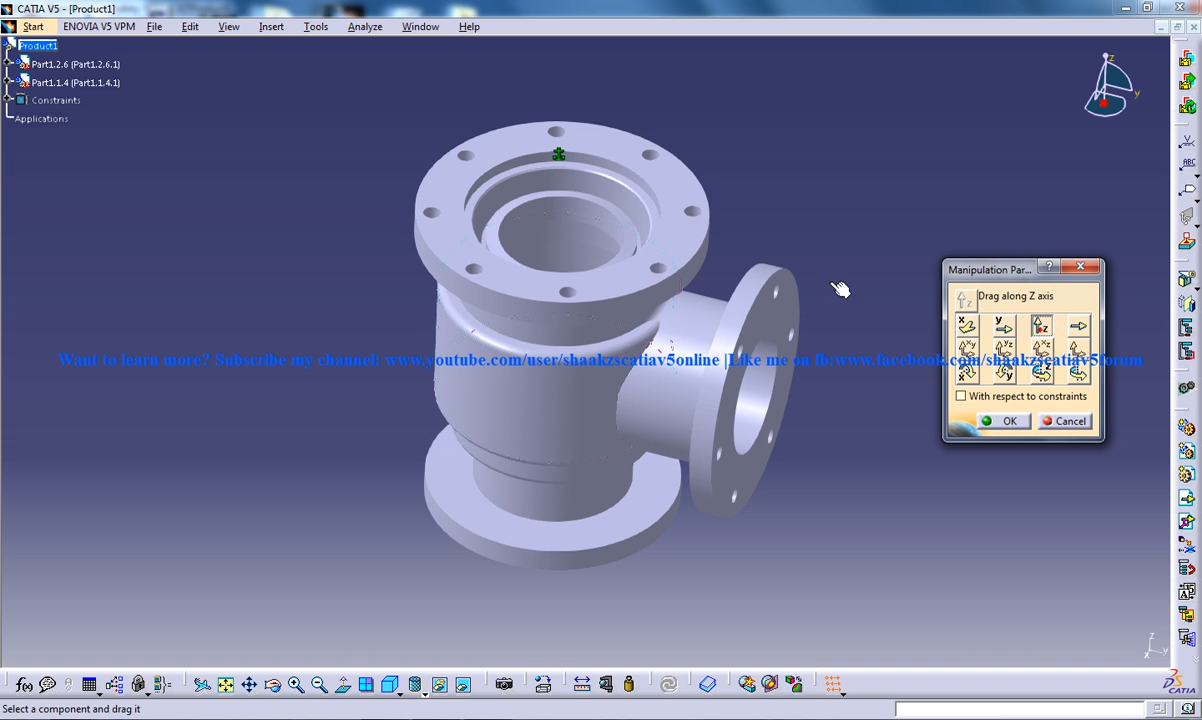 CATIA V5 - [Product1]
Start ENOVIA V5 VPM File Edit View Insert Tools Analyze Window Help
Product1
Part1.2.6 (Part1.2.6.1)
Part1.1.4 (Part1.1.4.1)
Constraints
Applications
z
y
Manipulation Par... ?
Drag along Z axis
Want to learn more? Subscribe my channel: www.youtube.com/user/shaakzscatiav5online |Like me on fb:www.facebook.com/shaakzscatiav5forum
With respect to constraints
OK Cancel
z
x y
f(x)
CATIA
Select a component and drag it